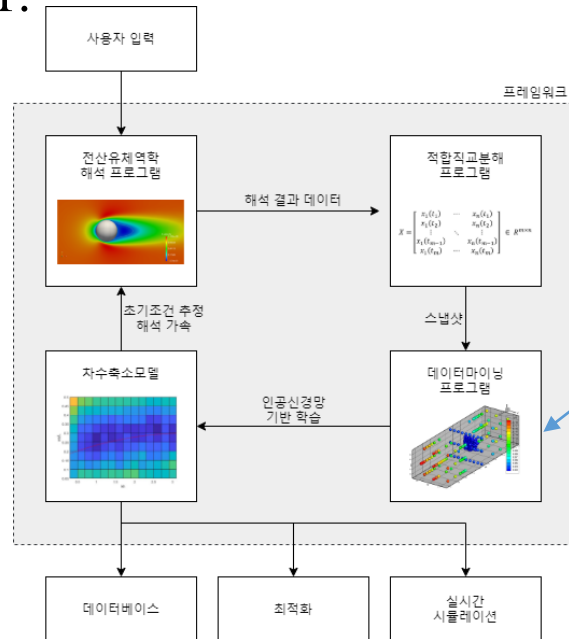 1.
사용자 입력
프레임워크
전산유체역학
해석 프로그램
해석 결과 데이터
적합직교분해
프로그램
스냅샷
초기조건 추정
해석 가속
차수축소모델
인공신경망
기반 학습
데이터마이닝
프로그램
데이터베이스
최적화
실시간
시뮬레이션